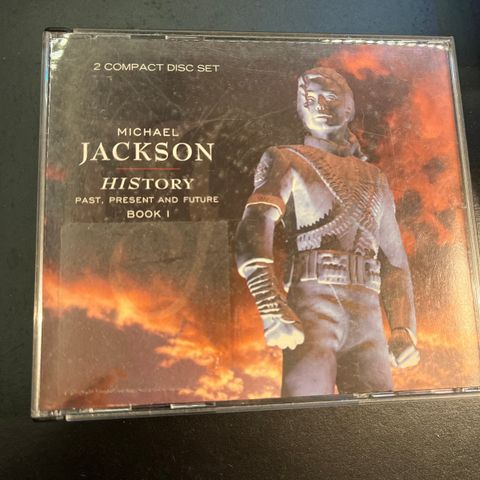 2 COMPACT DISC SET
MICHAEL
JACKSON
HISTORY
PAST, PRESENT AND FUTURE
BOOK I